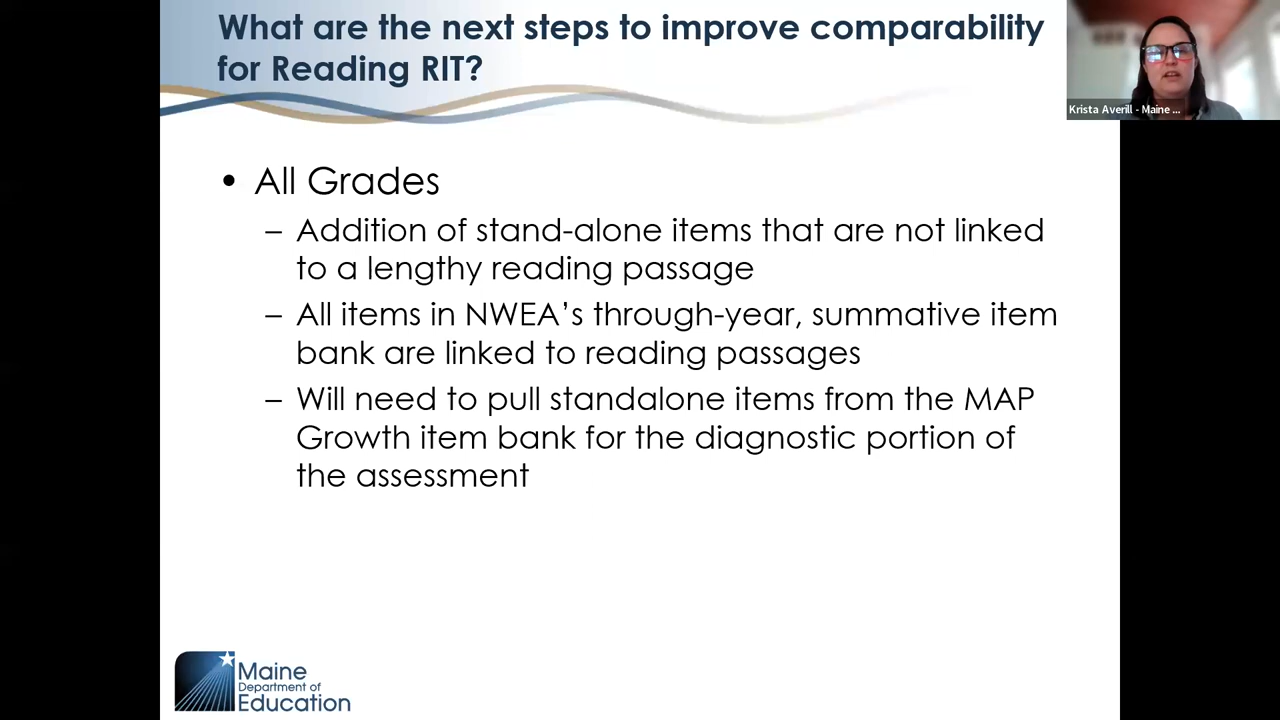 What are the next steps to improve comparability
for Reading RIT?
Krista Averill - Maine ...
• All Grades
– Addition of stand-alone items that are not linked
to a lengthy reading passage
– All items in NWEA's through-year, summative item
bank are linked to reading passages
– Will need to pull standalone items from the MAP
Growth item bank for the diagnostic portion of
the assessment
Maine
Department of
Education